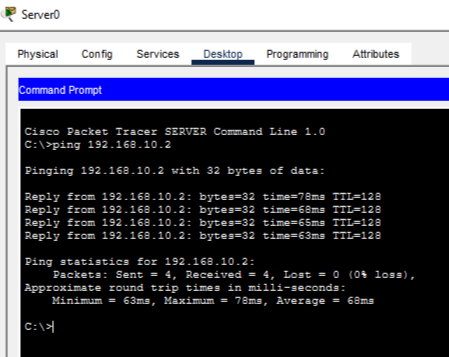 Server0
Physical Config Services Desktop Programming Attributes
Command Prompt
Cisco Packet Tracer SERVER Command Line 1.0
C:\>ping 192.168.10.2
Pinging 192.168.10.2 with 32 bytes of data:
Reply from 192.168.10.2: bytes=32 time=78ms TTL=128
Reply from 192.168.10.2: bytes=32 time=68ms TTL=128
Reply from 192.168.10.2: bytes=32 time=65ms TTL=128
Reply from 192.168.10.2: bytes=32 time=63ms TTL=128
Ping statistics for 192.168.10.2:
Packets: Sent = 4, Received = 4, Lost = 0 (0% loss),
Approximate round trip times in milli-seconds:
Minimum = 63ms, Maximum = 78ms, Average = 68ms
C:\>